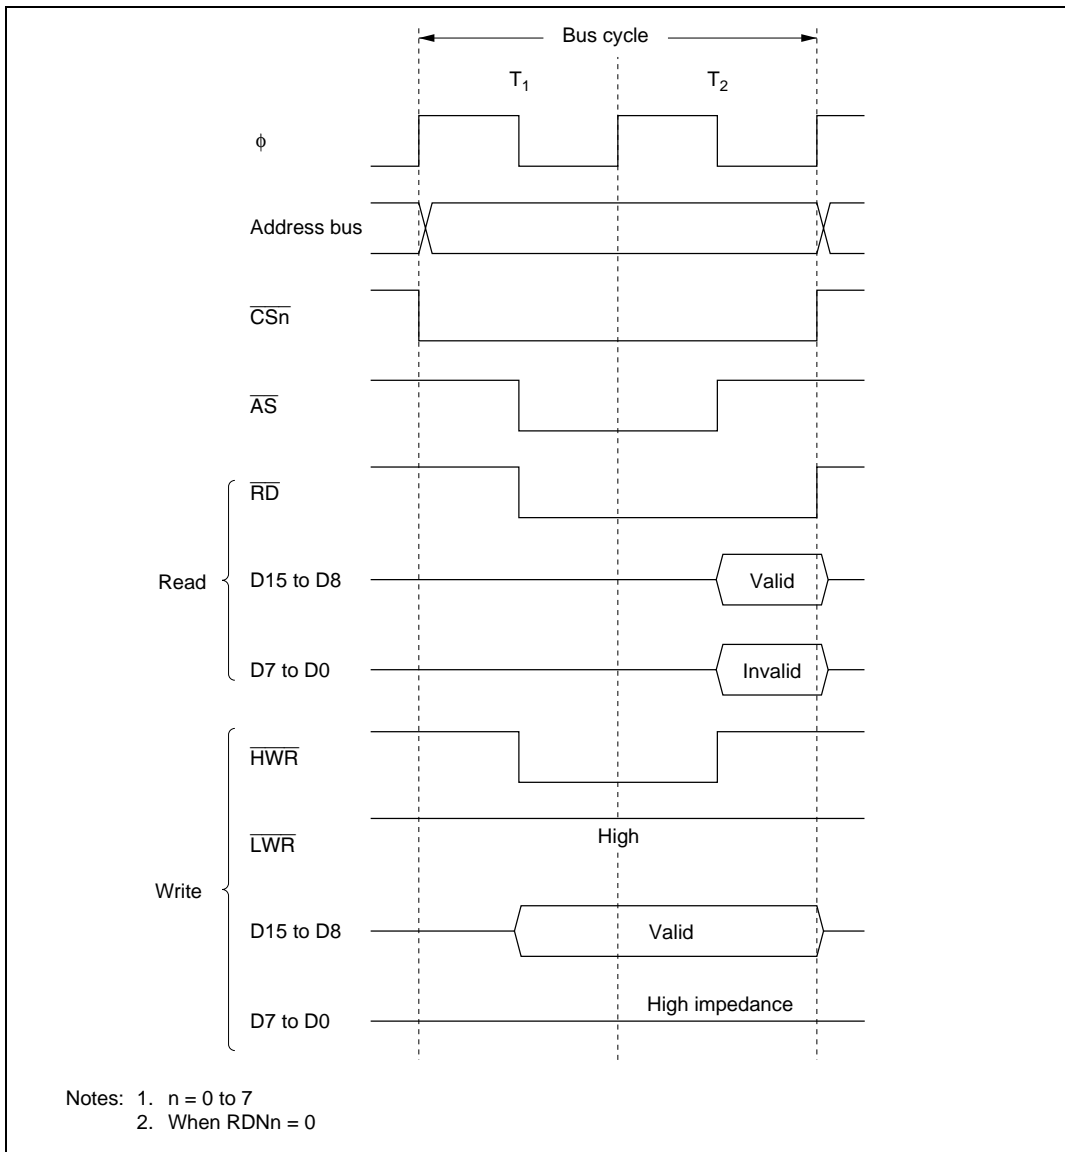 Bus cycle
T1 T2
ϕ
Address bus
CSn
AS
RD
Read
D15 to D8 Valid
D7 to D0 Invalid
HWR
LWR High
Write
D15 to D8 Valid
D7 to D0 High impedance
Notes: 1. n = 0 to 7
2. When RDNn = 0